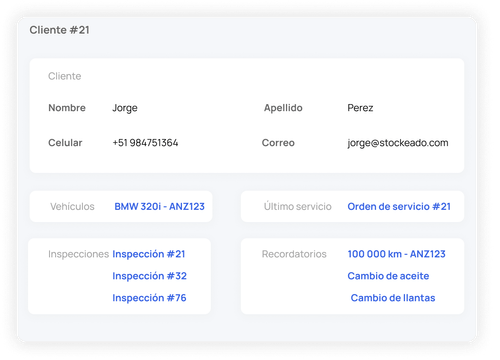 Cliente #21
Cliente
Nombre Jorge Apellido Perez
Celular +51 984751364 Correo jorge@stockeado.com
Vehículos BMW 320i - ANZ123 Último servicio Orden de servicio #21
Inspecciones Inspección #21 Recordatorios 100 000 km - ANZ123
Inspección #32 Cambio de aceite
Inspección #76 Cambio de llantas